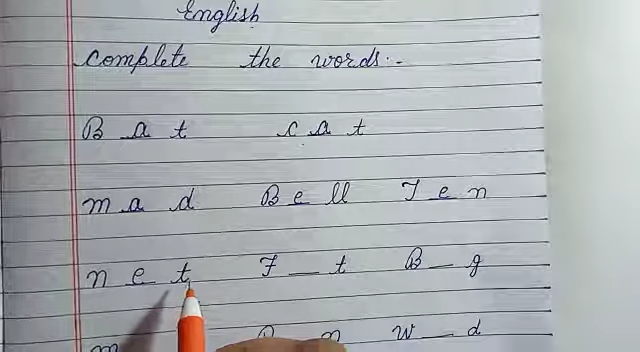 English
Complete the words:-
B a t c a t
m a d B e ll T e n
n e t F _ t B _ g
W _ d